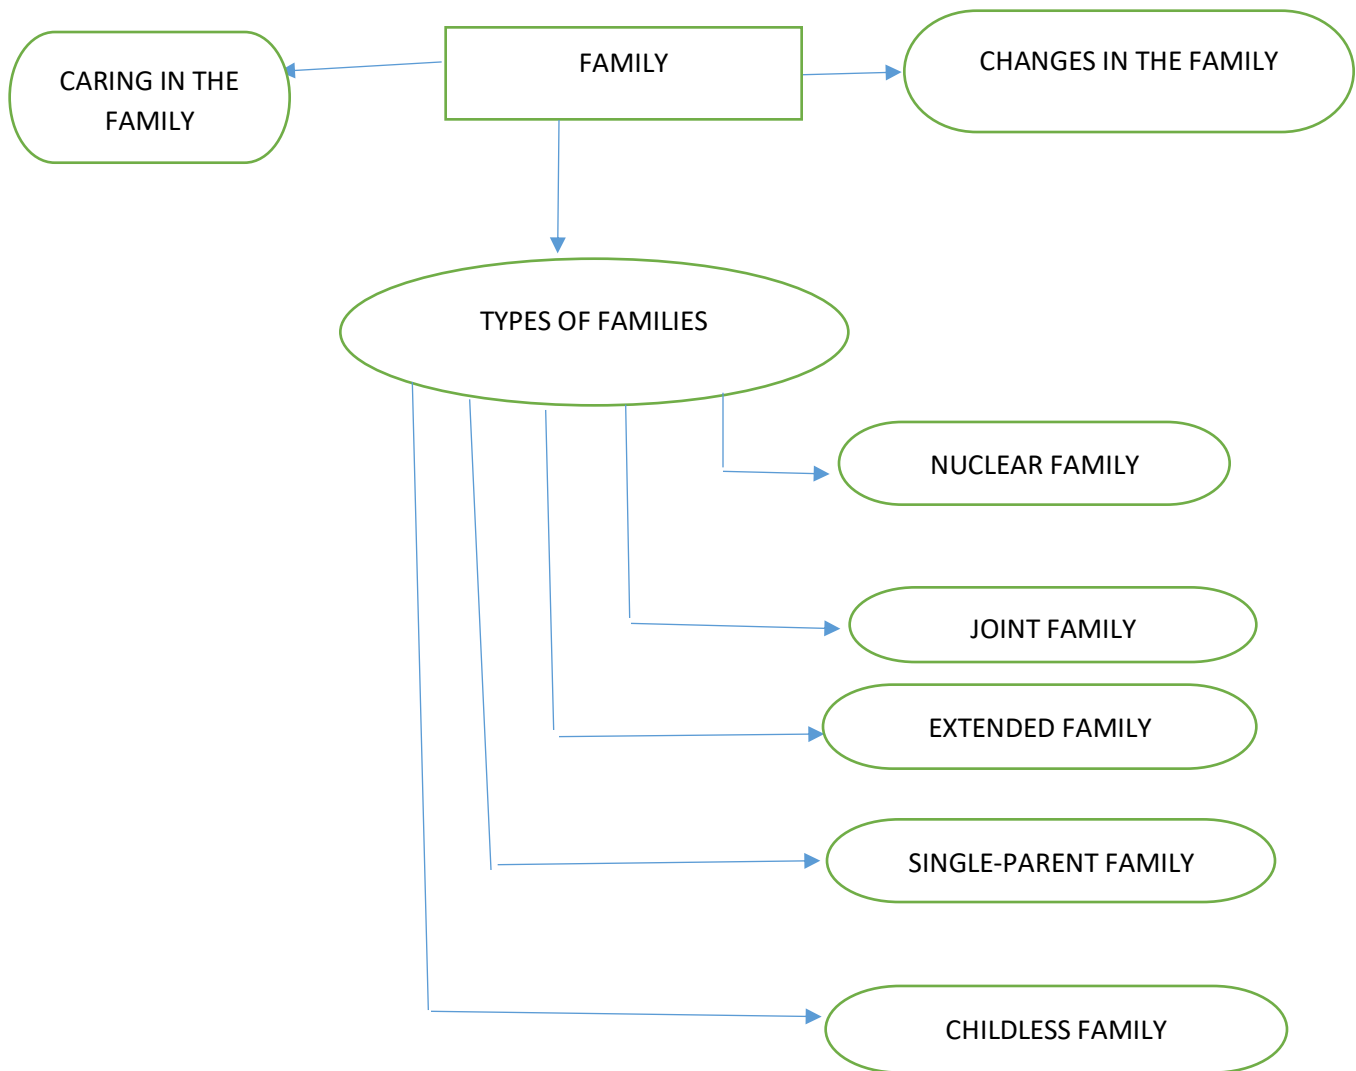 CARING IN THE
FAMILY
FAMILY
CHANGES IN THE FAMILY
TYPES OF FAMILIES
NUCLEAR FAMILY
JOINT FAMILY
EXTENDED FAMILY
SINGLE-PARENT FAMILY
CHILDLESS FAMILY